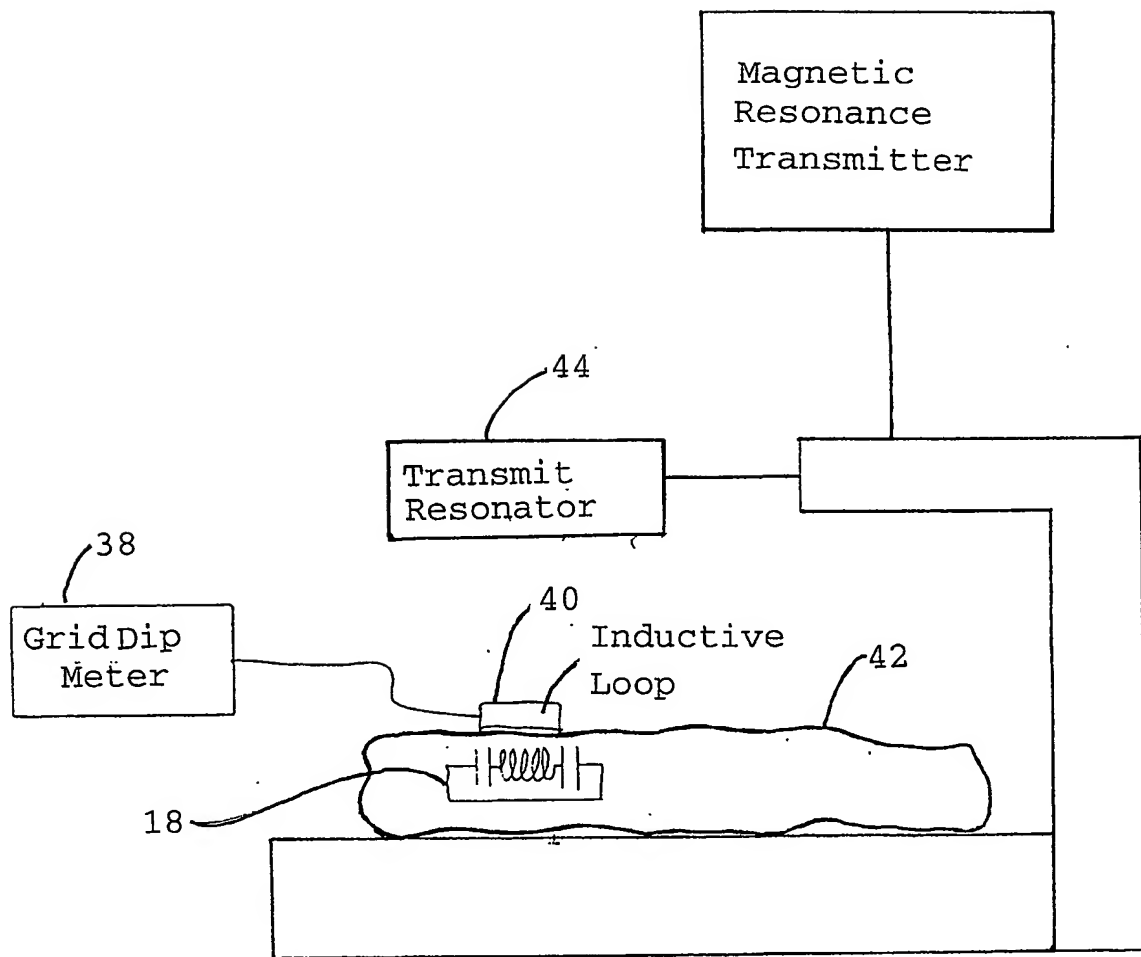 Magnetic
Resonance
Transmitter
44
Transmit
Resonator
38
Grid Dip
Meter
40
Inductive
Loop
42
18